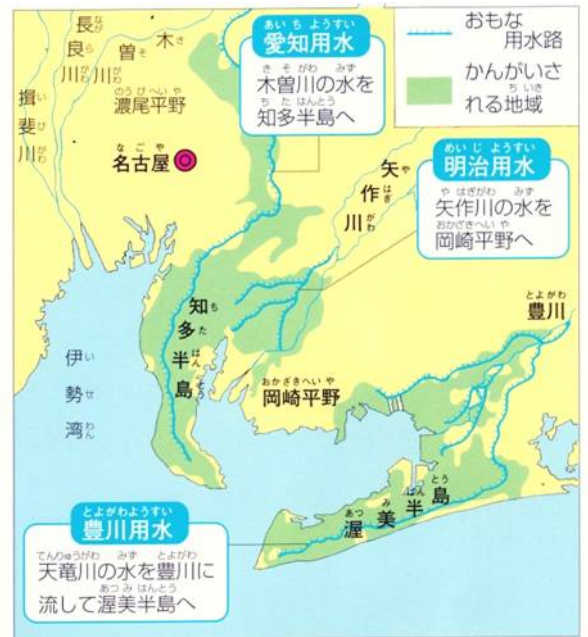 長良川
木曽川
揖斐川
濃尾平野
名古屋
愛知用水
木曽川の水を
知多半島へ
おもな
用水路
かんがいさ
れる地域
明治用水
矢作川の水を
岡崎平野へ
矢作川
豊川
知多半島
伊勢湾
岡崎平野
渥美半島
豊川用水
天竜川の水を豊川に
流して渥美半島へ